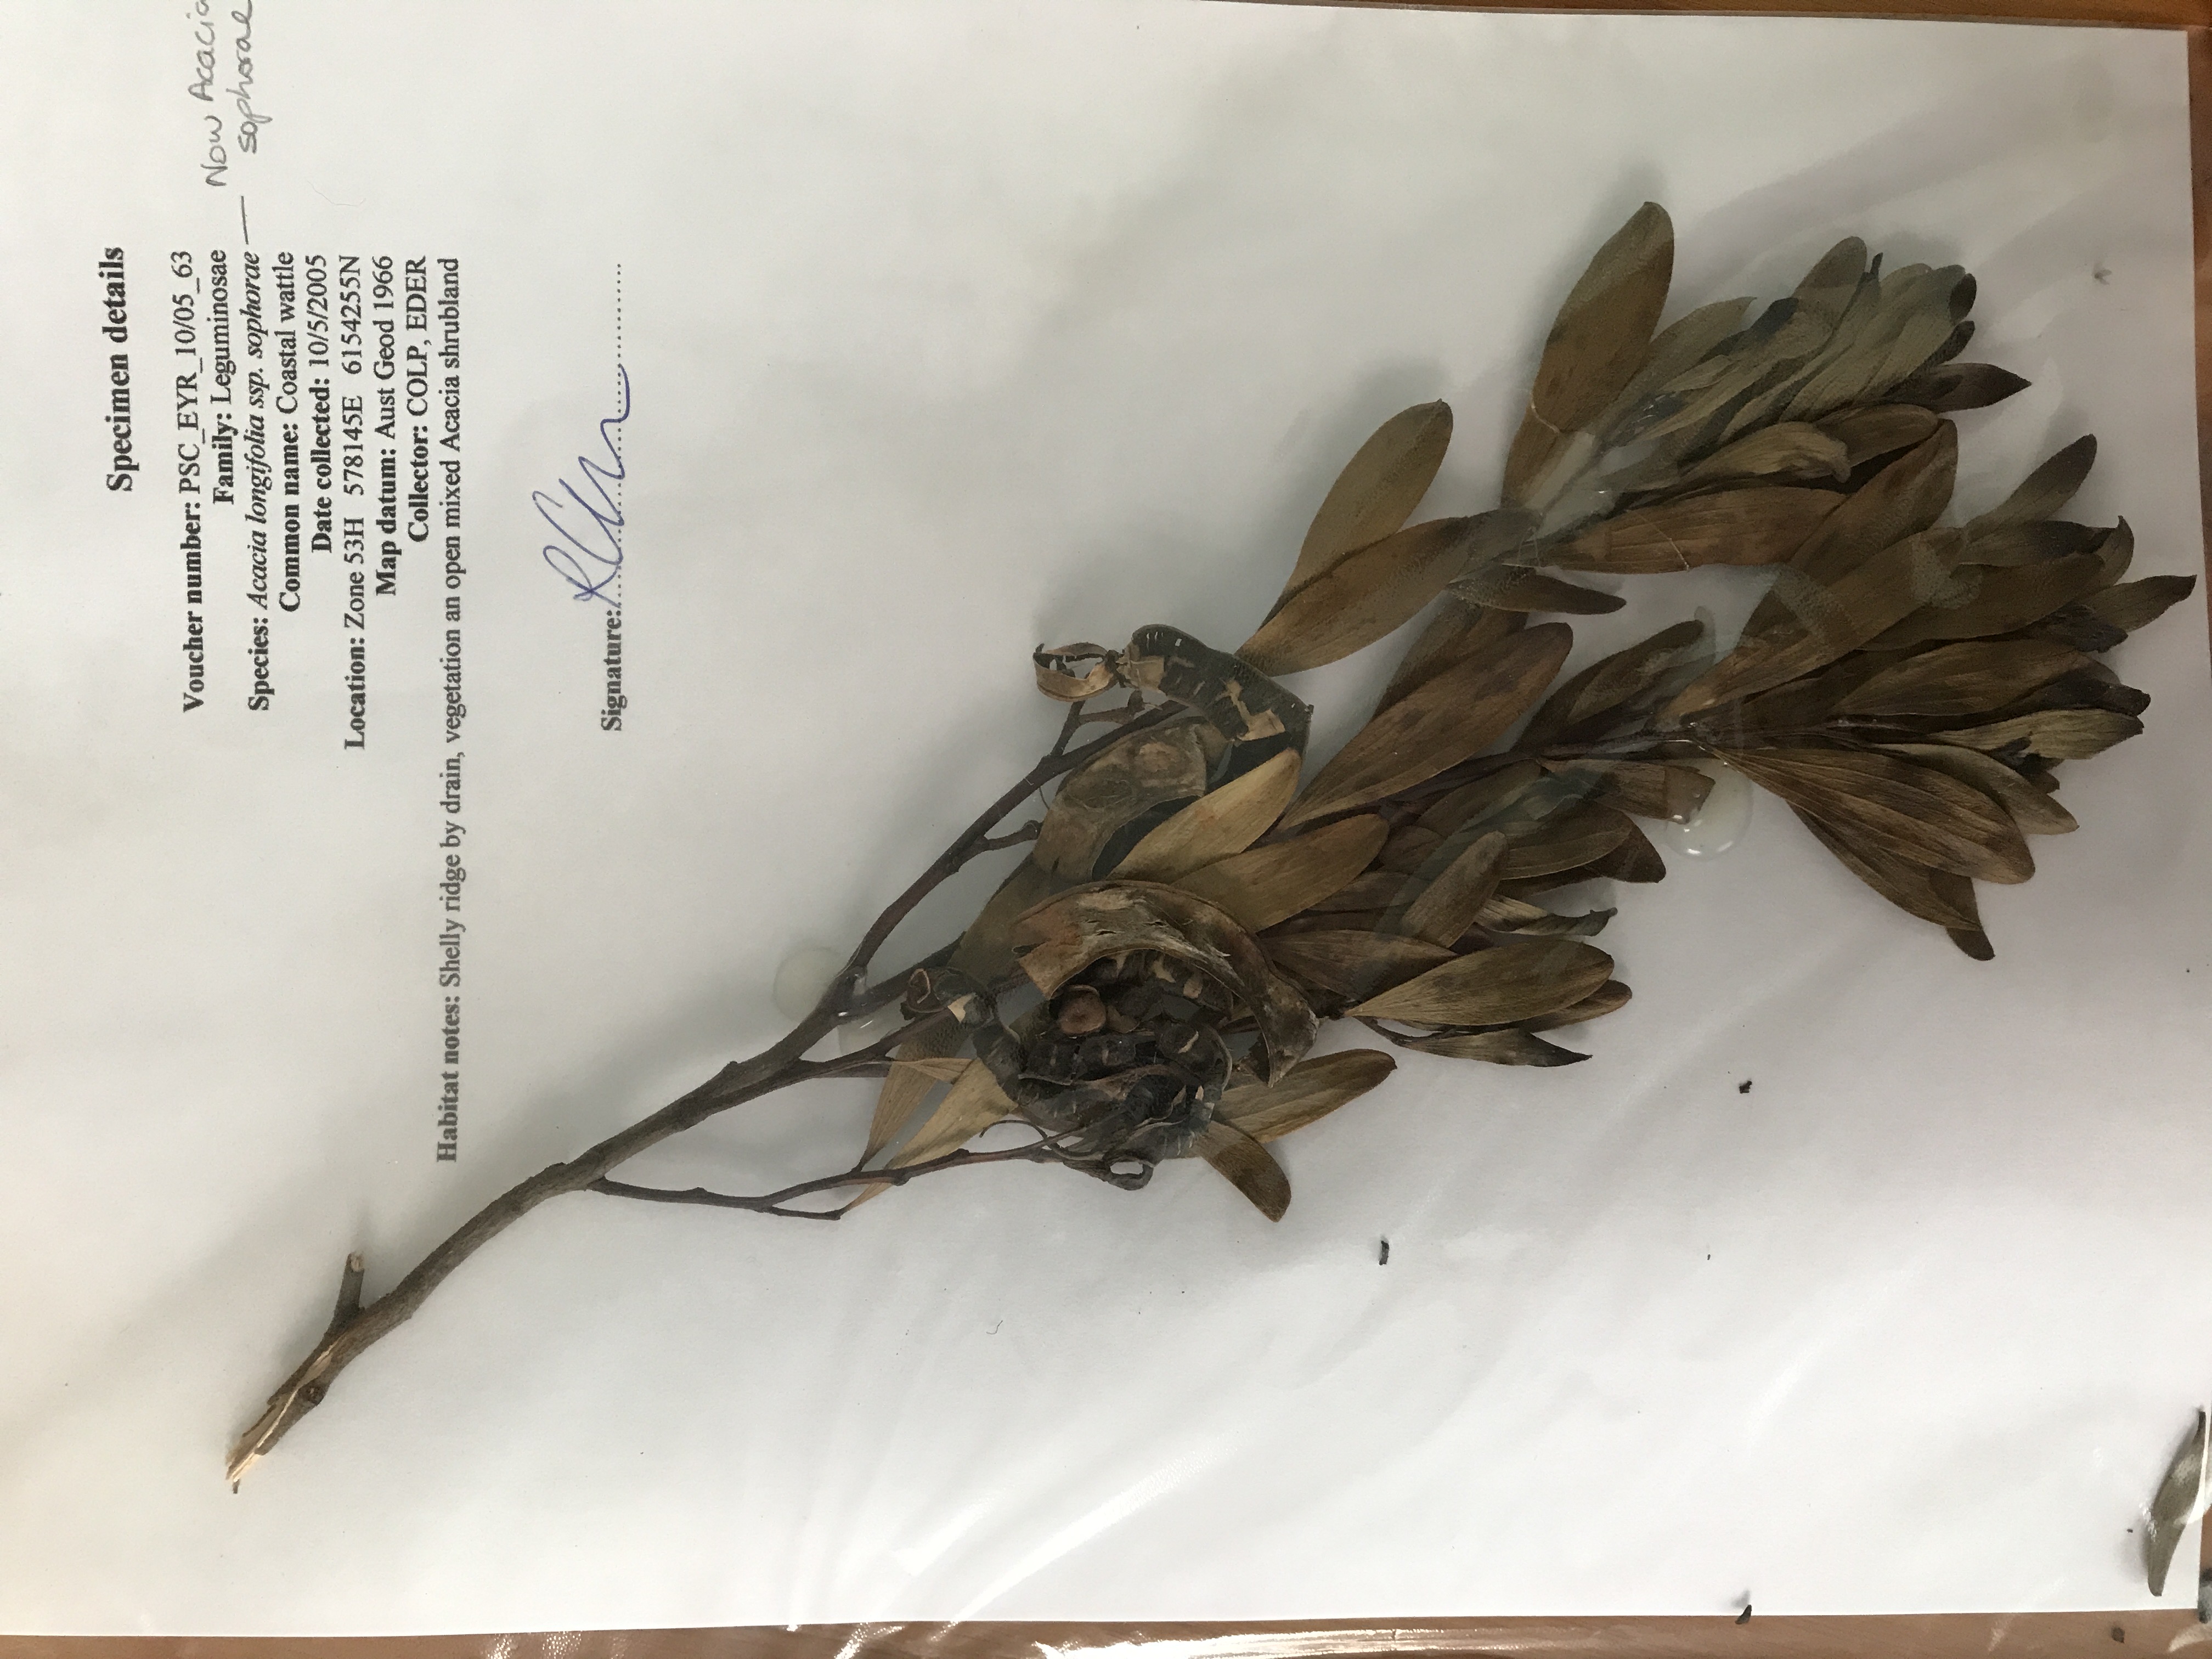 Specimen details
Voucher number: PSC_EYR_10/05_63
Family: Leguminosae
Species: Acacia longifolia ssp. sophorae
Now Acacia
sophorae
Common name: Coastal wattle
Date collected: 10/5/2005
Location: Zone 53H 578145E 6154255N
Map datum: Aust Geod 1966
Collector: COLP, EDER
Habitat notes: Shelly ridge by drain, vegetation an open mixed Acacia shrubland
Signature: